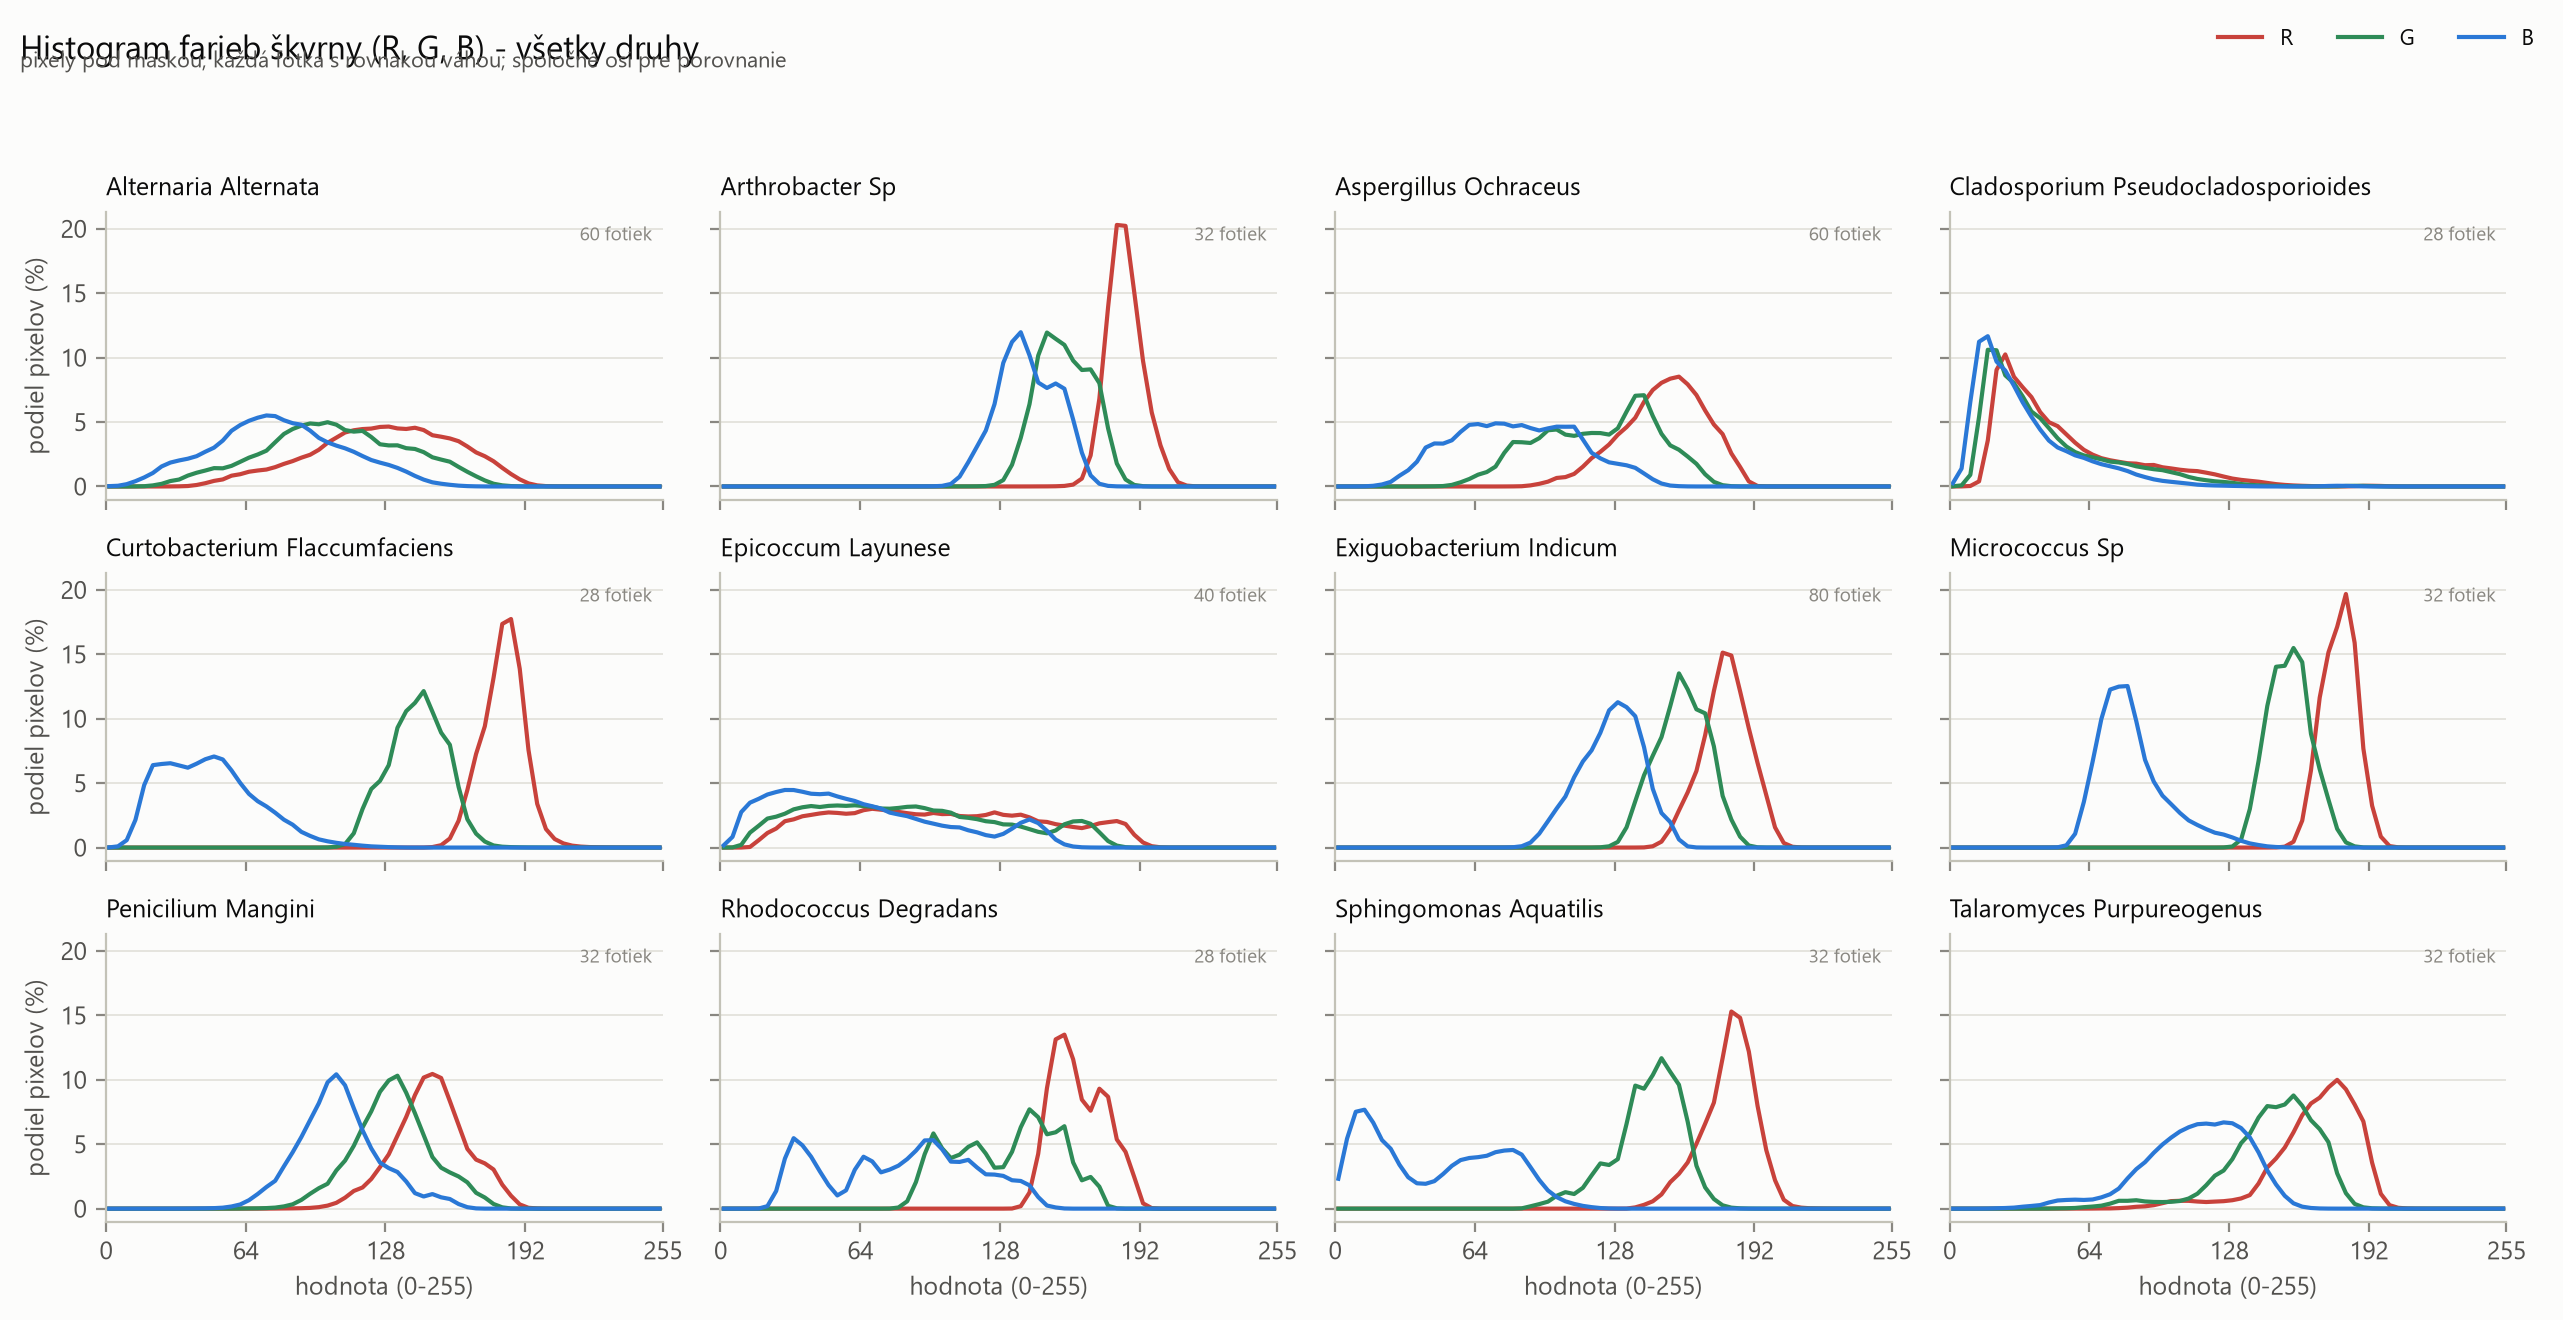 Histogram farieb škvrny (R, G, B) - všetky druhy
pixely pod maskou; každá fotka s rovnakou váhou; spoločné osi pre porovnanie
R G B
Alternaria Alternata
60 fotiek
20
15
10
5
0
podiel pixelov (%)
Arthrobacter Sp
32 fotiek
Aspergillus Ochraceus
60 fotiek
Cladosporium Pseudocladosporioides
28 fotiek
Curtobacterium Flaccumfaciens
28 fotiek
20
15
10
5
0
podiel pixelov (%)
Epicoccum Layunese
40 fotiek
Exiguobacterium Indicum
80 fotiek
Micrococcus Sp
32 fotiek
Penicilium Mangini
32 fotiek
20
15
10
5
0
podiel pixelov (%)
0 64 128 192 255
hodnota (0-255)
Rhodococcus Degradans
28 fotiek
0 64 128 192 255
hodnota (0-255)
Sphingomonas Aquatilis
32 fotiek
0 64 128 192 255
hodnota (0-255)
Talaromyces Purpureogenus
32 fotiek
0 64 128 192 255
hodnota (0-255)